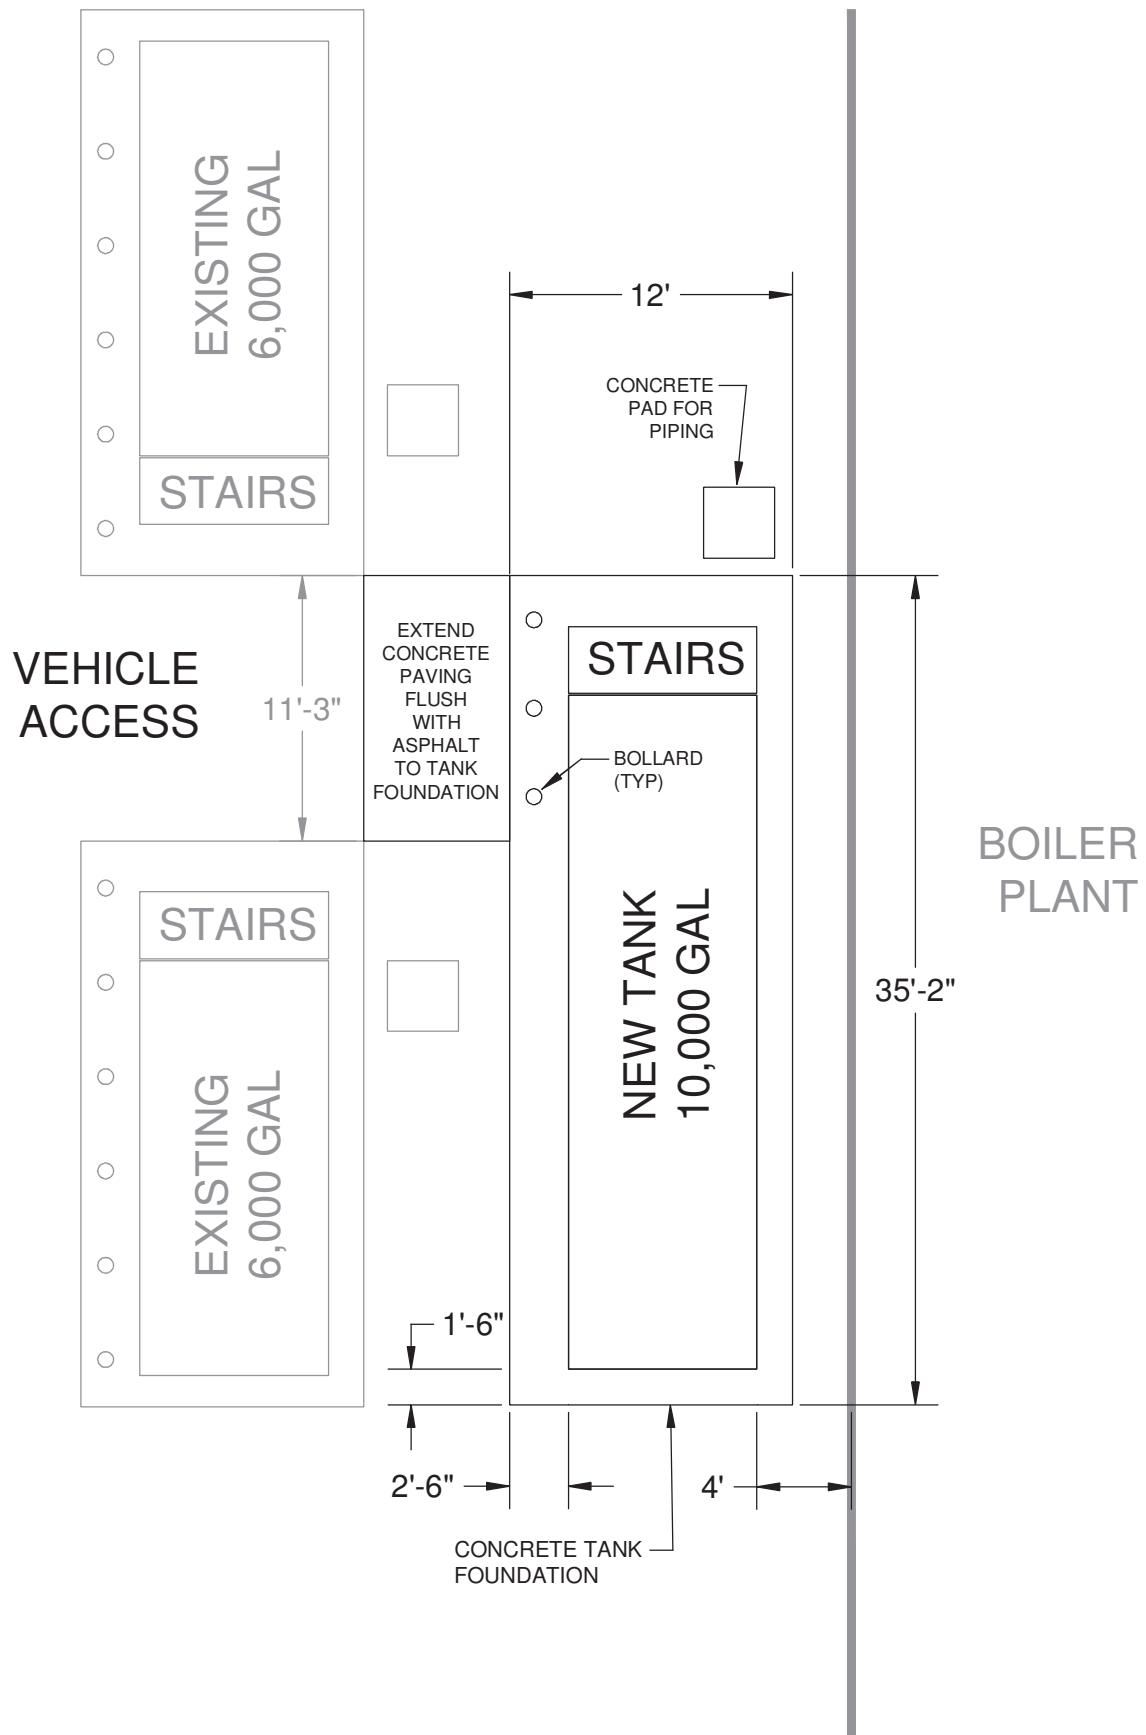 EXISTING
6,000 GAL
STAIRS
12'
CONCRETE
PAD FOR
PIPING
VEHICLE
ACCESS
11'-3"
EXTEND
CONCRETE
PAVING
FLUSH
WITH
ASPHALT
TO TANK
FOUNDATION
STAIRS
BOLLARD
(TYP)
BOILER
PLANT
STAIRS
NEW TANK
10,000 GAL
35'-2"
EXISTING
6,000 GAL
1'-6"
2'-6"
4'
CONCRETE TANK
FOUNDATION